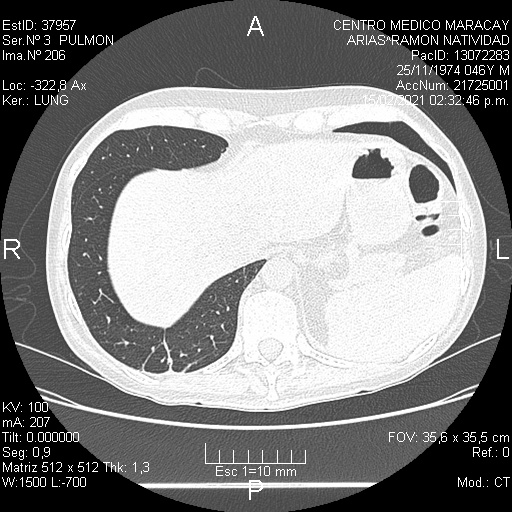 EstID: 37957
Ser.Nº 3 PULMON
Ima.Nº 206
Loc: -322,8 Ax
Ker.: LUNG
A
CENTRO MEDICO MARACAY
ARIAS^RAMON NATIVIDAD
PacID: 13072283
25/11/1974 046Y M
AccNum: 21725001
15/02/2021 02:32:46 p.m.
R
L
KV: 100
mA: 207
Tilt: 0.000000
Seg: 0,9
Matriz 512 x 512 Thk: 1,3
W:1500 L:-700
Esc 1=10 mm
P
FOV: 35,6 x 35,5 cm
Ref.: 0
Mod.: CT